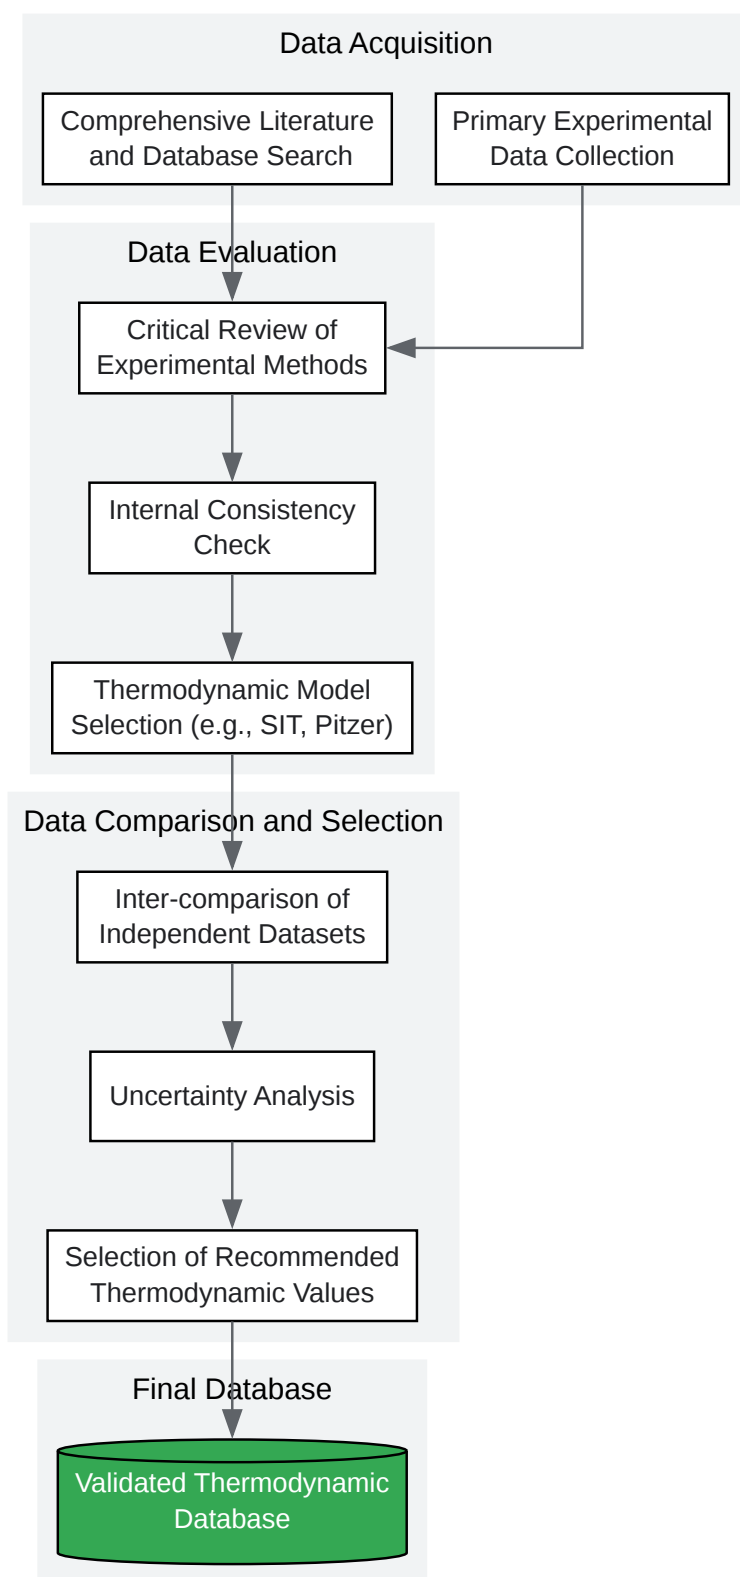 Data Acquisition
Comprehensive Literature
and Database Search
Primary Experimental
Data Collection
Data Evaluation
Critical Review of
Experimental Methods
Internal Consistency
Check
Thermodynamic Model
Selection (e.g., SIT, Pitzer)
Data Comparison and Selection
Inter-comparison of
Independent Datasets
Uncertainty Analysis
Selection of Recommended
Thermodynamic Values
Final Database
Validated Thermodynamic
Database